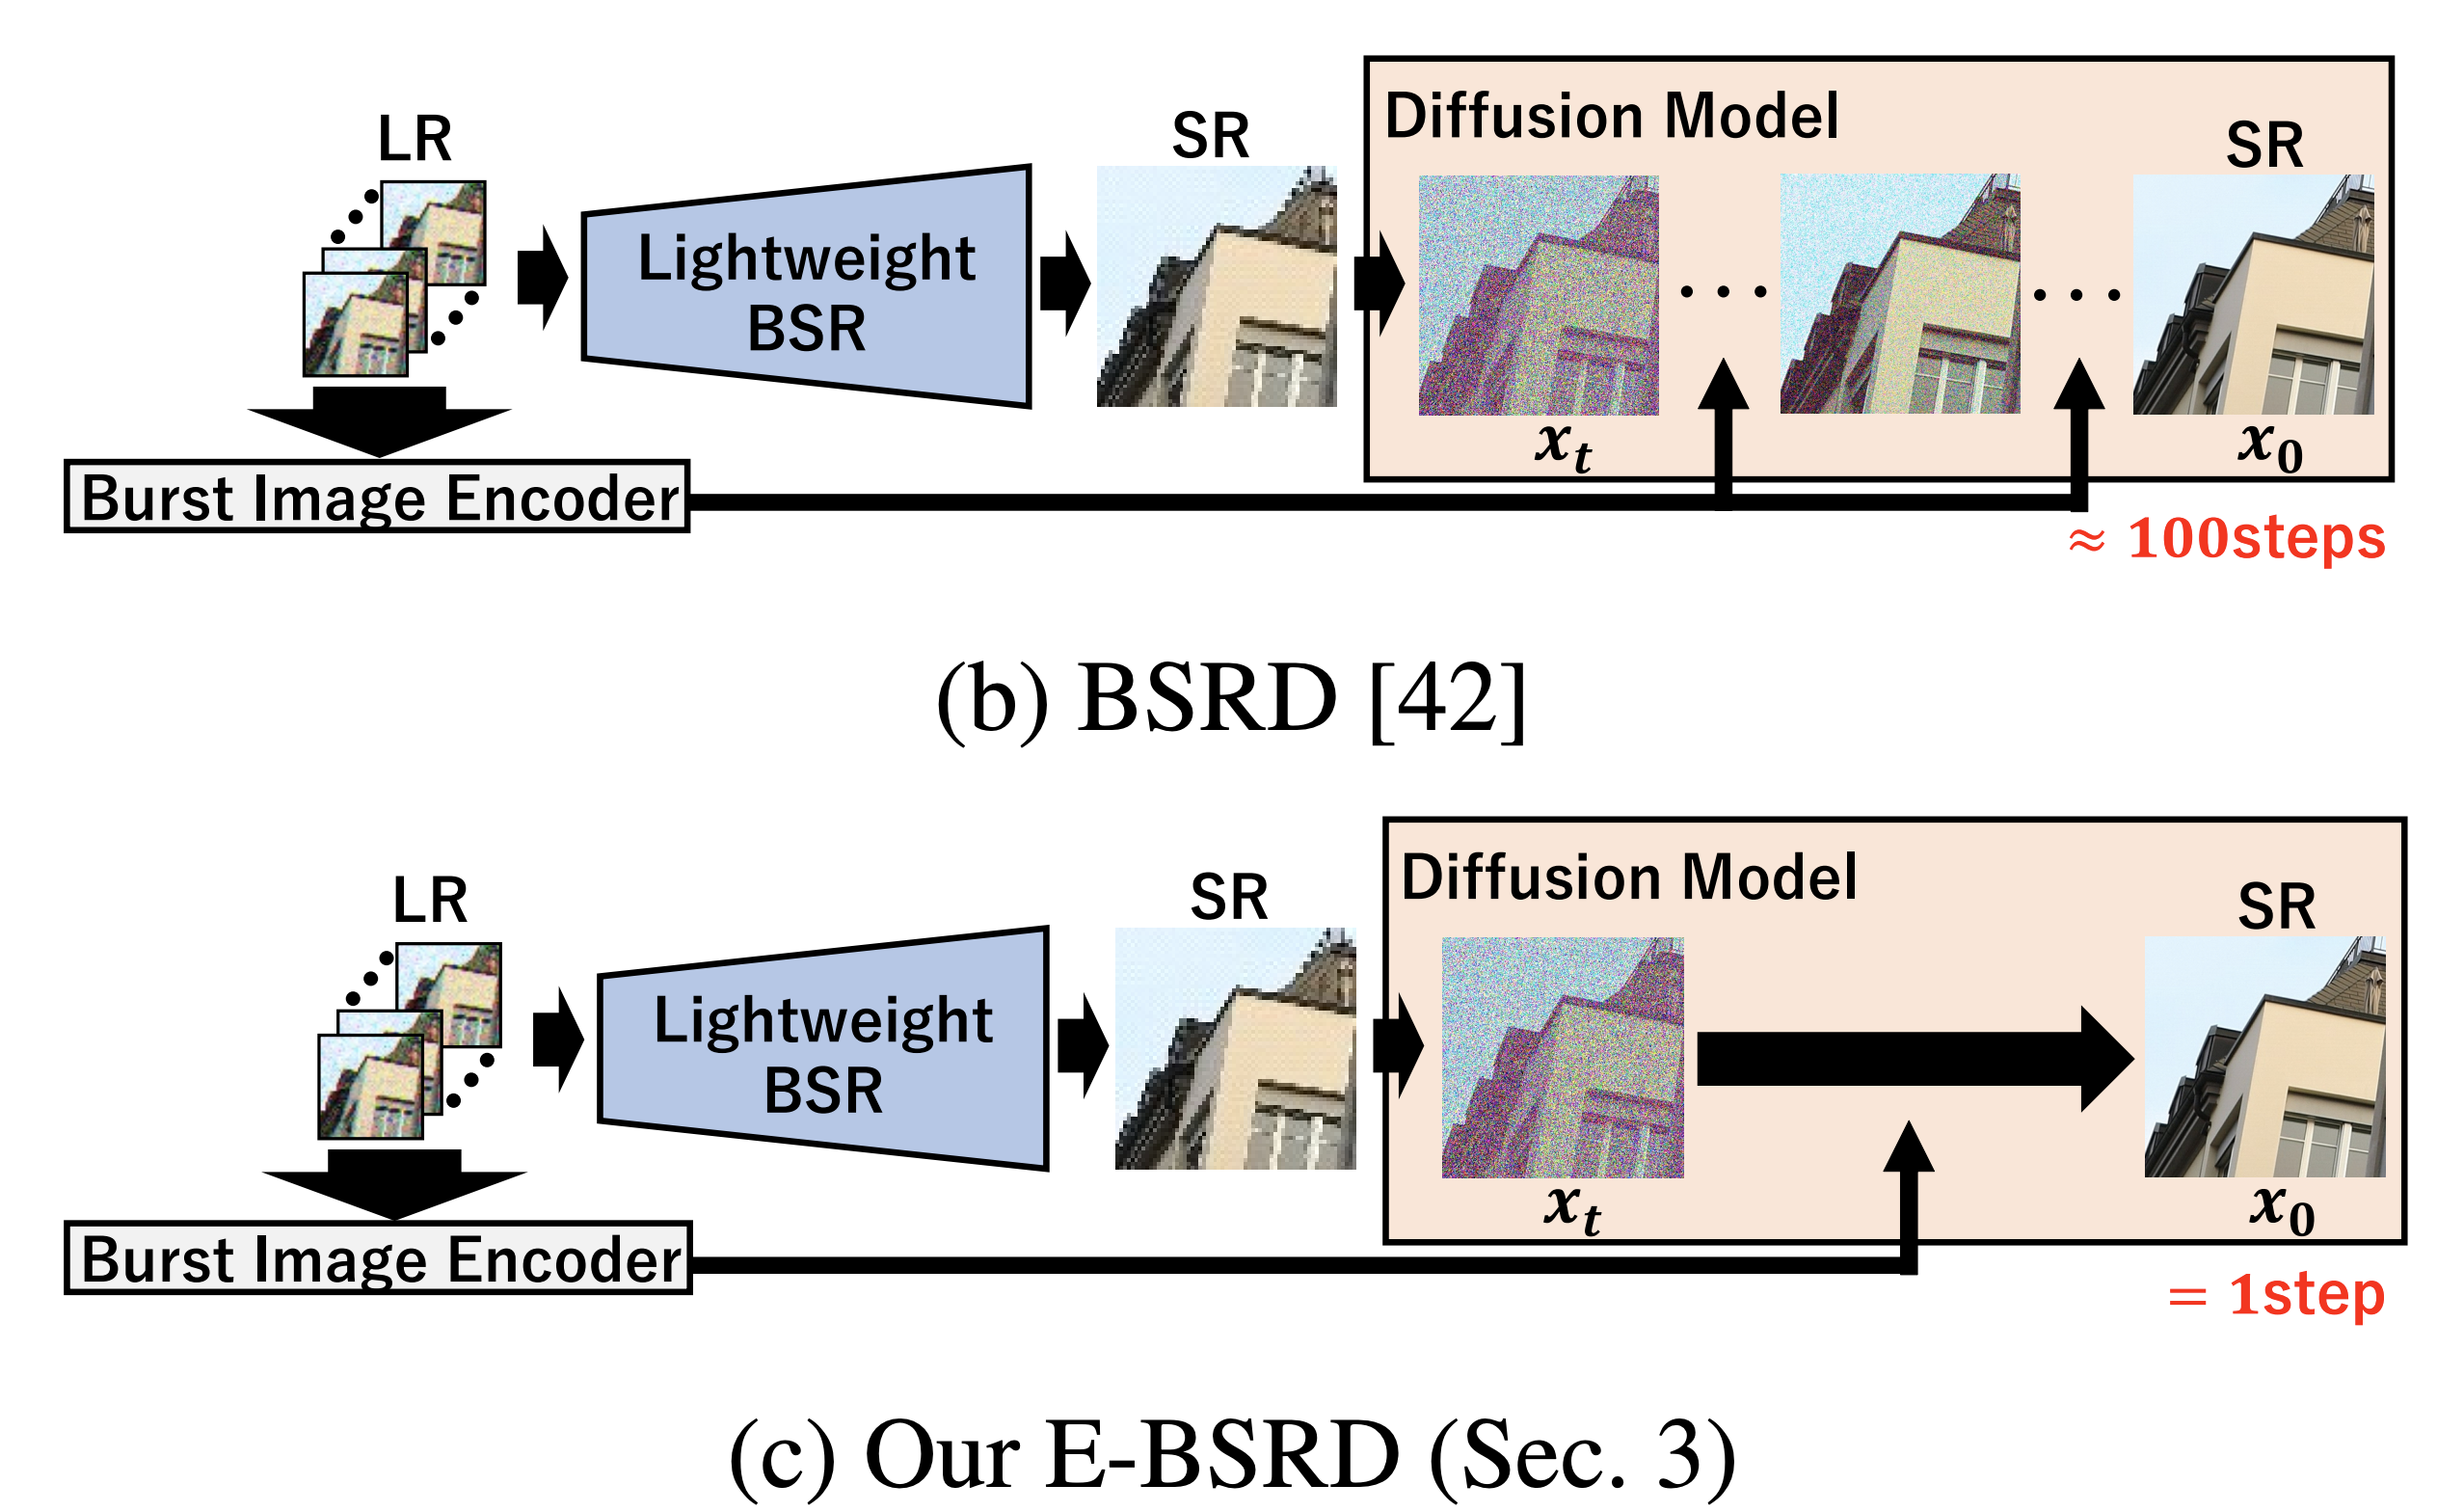 LR
Lightweight
BSR
SR
Diffusion Model
SR
x_t
x_0
Burst Image Encoder
≈ 100steps
(b) BSRD [42]
LR
Lightweight
BSR
SR
Diffusion Model
SR
x_t
x_0
Burst Image Encoder
= 1step
(c) Our E-BSRD (Sec. 3)